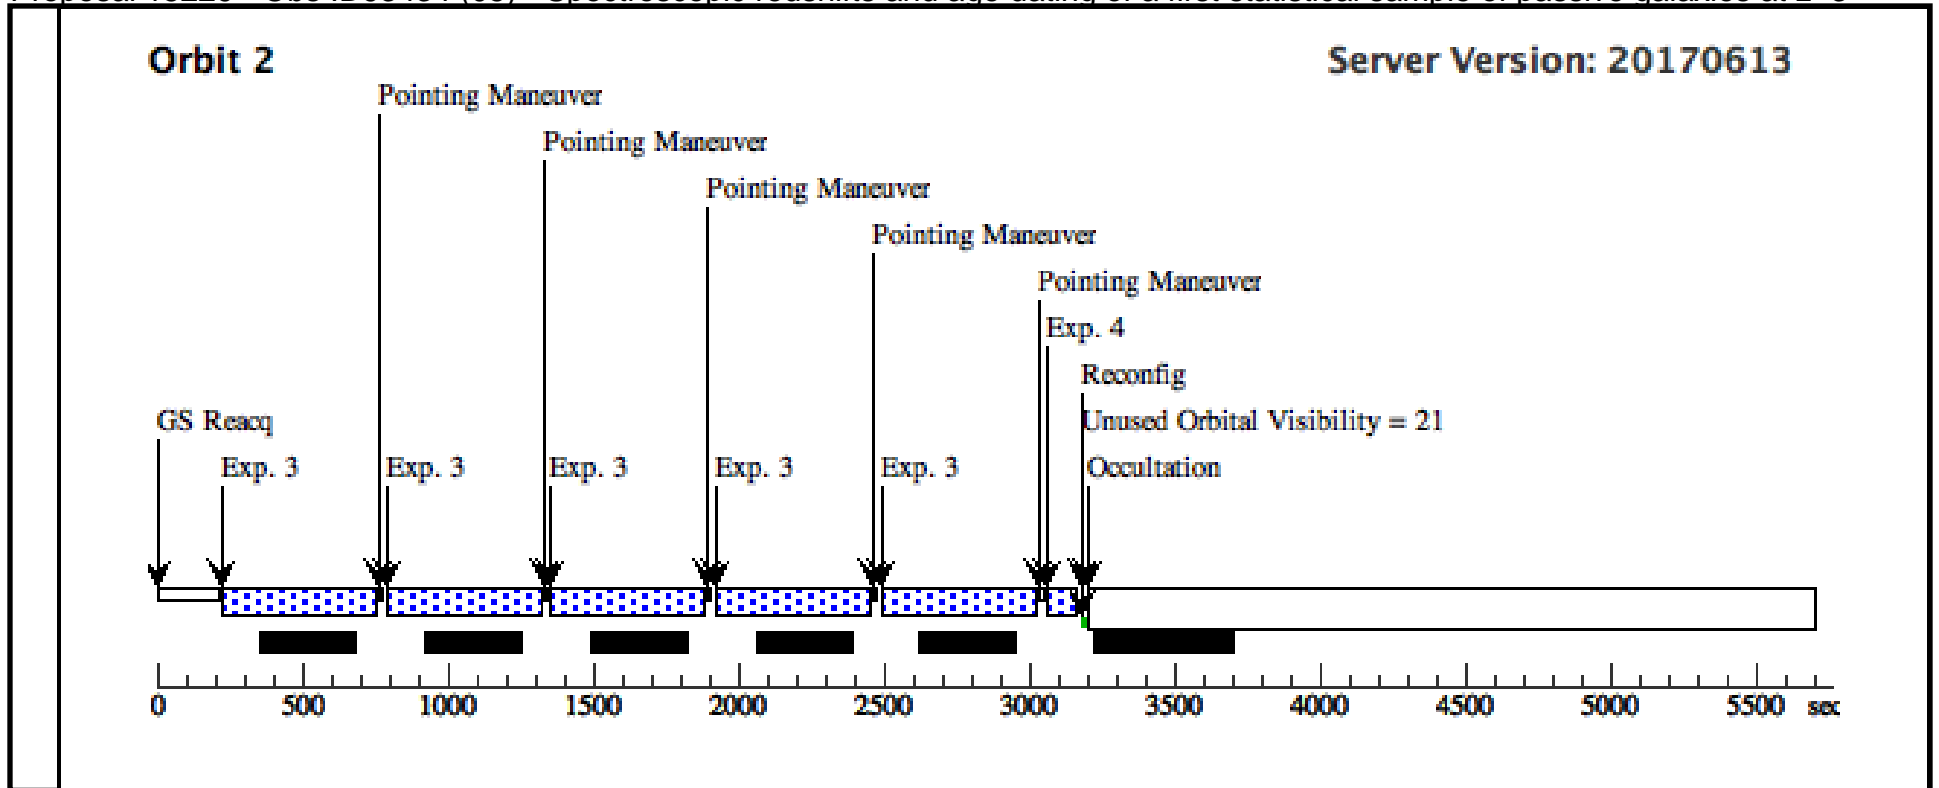 Orbit 2
Server Version: 20170613
Pointing Maneuver
Pointing Maneuver
Pointing Maneuver
Pointing Maneuver
Pointing Maneuver
Exp. 4
Reconfig
GS Reacq
Unused Orbital Visibility = 21
Exp. 3 Exp. 3 Exp. 3 Exp. 3 Exp. 3 Occultation
0 500 1000 1500 2000 2500 3000 3500 4000 4500 5000 5500 sec